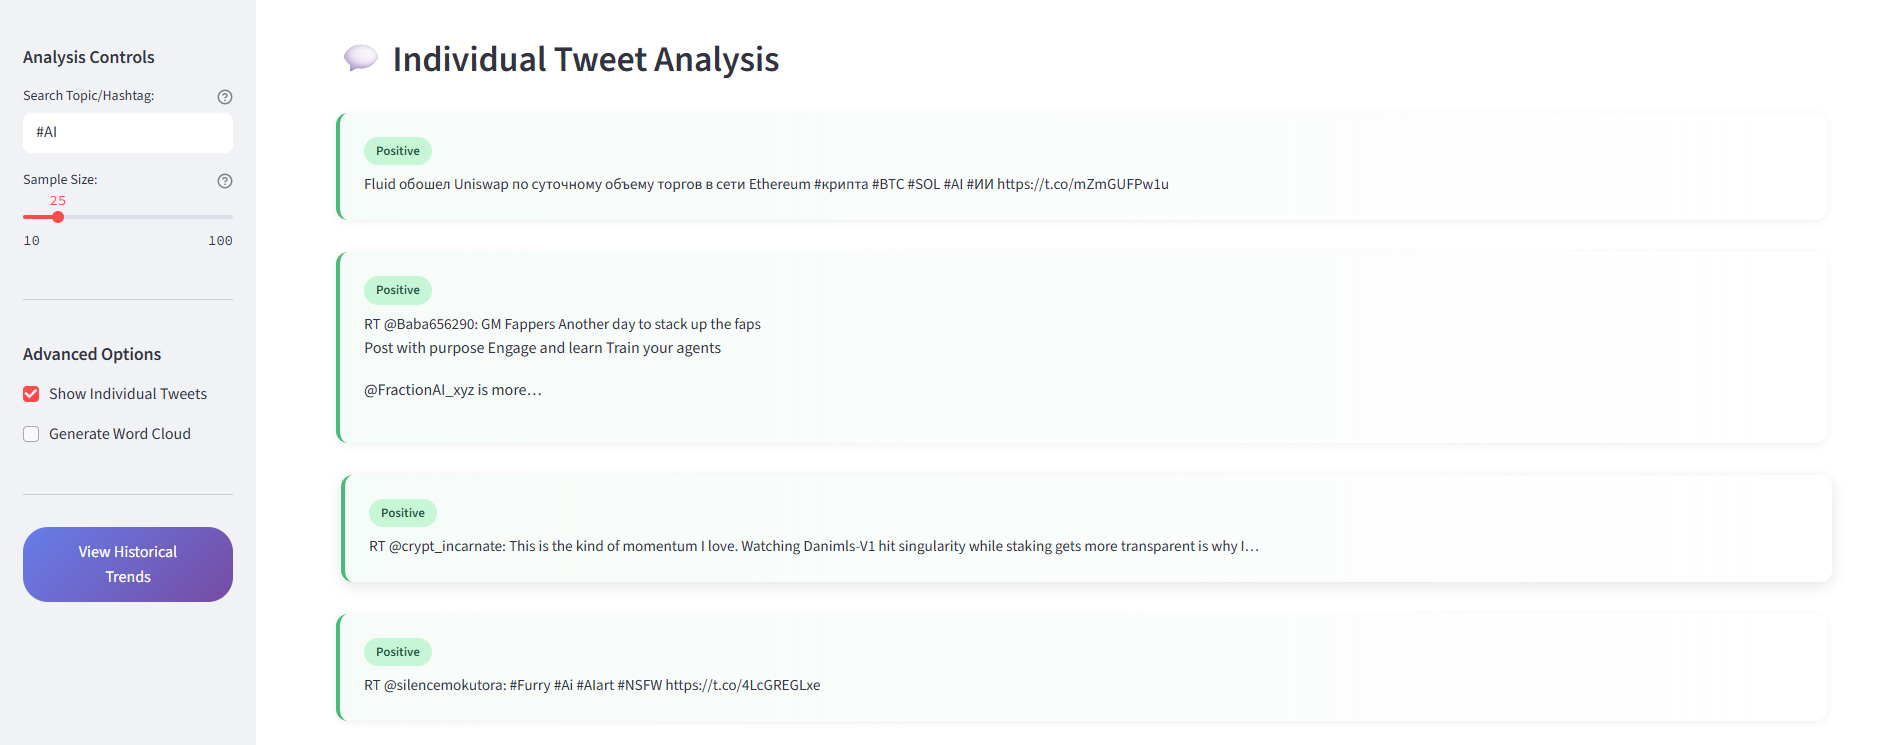 Analysis Controls
Search Topic/Hashtag:
#AI
Sample Size:
25
10
100
Advanced Options
Show Individual Tweets
Generate Word Cloud
View Historical
Trends
Individual Tweet Analysis
Positive
Fluid обошел Uniswap по суточному объему торгов в сети Ethereum #крипта #BTC #SOL #AI #ИИ https://t.co/mZmGUFPw1u
Positive
RT @Baba656290: GM Fappers Another day to stack up the faps
Post with purpose Engage and learn Train your agents
@FractionAI_xyz is more…
Positive
RT @crypt_incarnate: This is the kind of momentum I love. Watching Danimls-V1 hit singularity while staking gets more transparent is why I…
Positive
RT @silencemokutora: #Furry #Ai #AIart #NSFW https://t.co/4LcGREGLxe